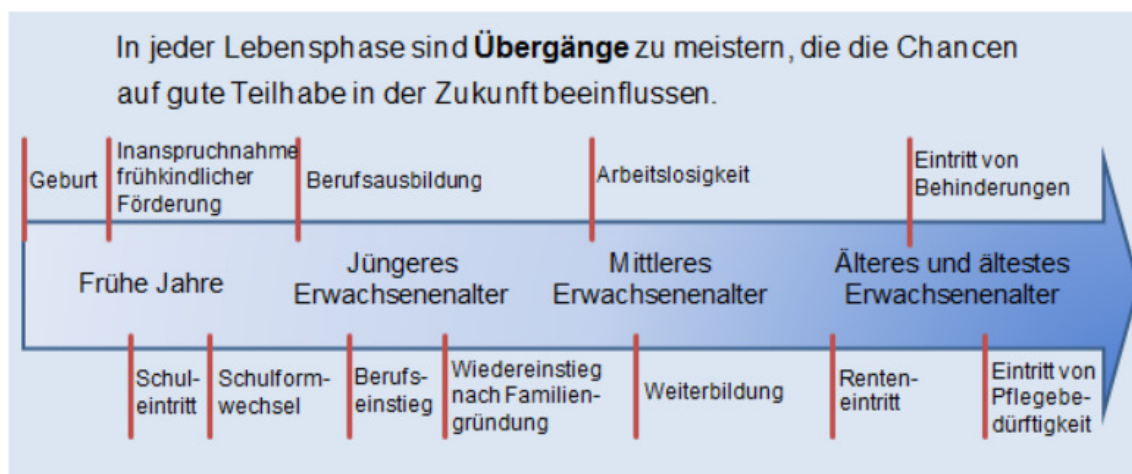 In jeder Lebensphase sind Übergänge zu meistern, die die Chancen
auf gute Teilhabe in der Zukunft beeinflussen.
Geburt
Inanspruchnahme
frühkindlicher
Förderung
Berufsausbildung
Arbeitslosigkeit
Eintritt von
Behinderungen
Frühe Jahre
Jüngeres
Erwachsenenalter
Mittleres
Erwachsenenalter
Älteres und ältestes
Erwachsenenalter
Schul-
eintritt
Schulform-
wechsel
Berufs-
einstieg
Wiedereinstieg
nach Familien-
gründung
Weiterbildung
Renten-
eintritt
Eintritt von
Pflegebe-
dürftigkeit